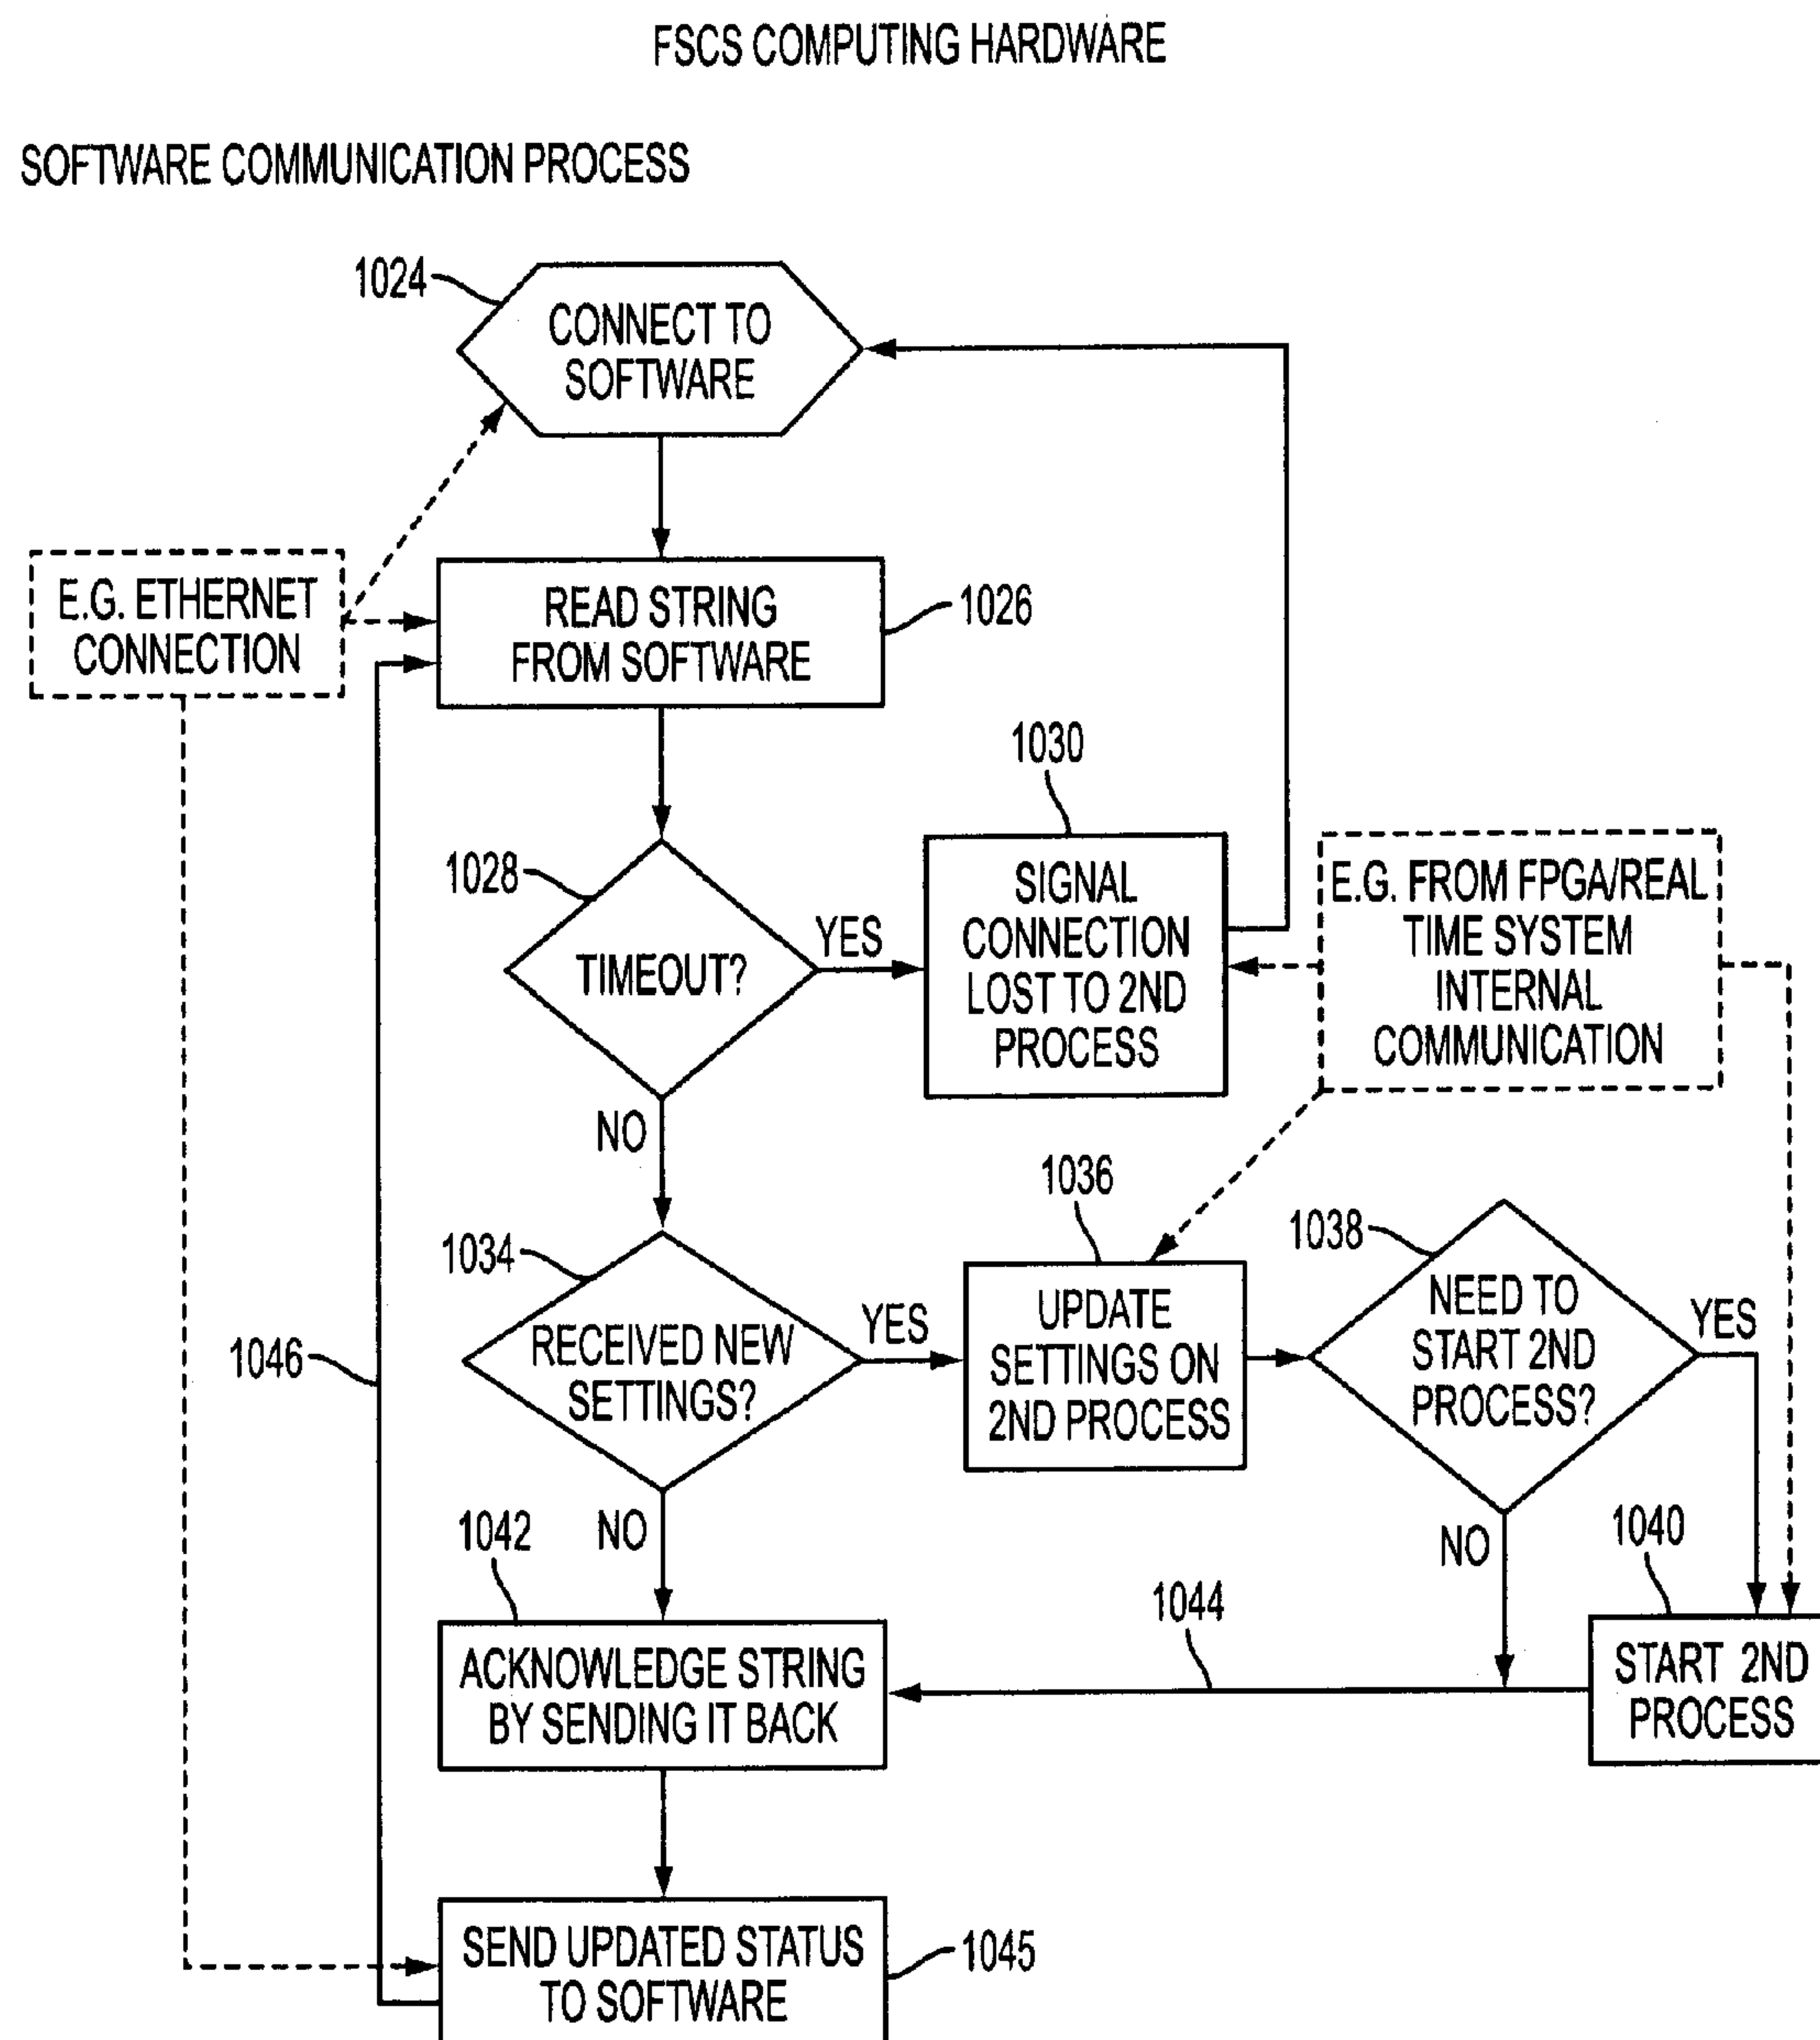 FSCS COMPUTING HARDWARE
SOFTWARE COMMUNICATION PROCESS
1024
CONNECT TO
SOFTWARE
E.G. ETHERNET
CONNECTION
READ STRING
FROM SOFTWARE
1026
1028
TIMEOUT?
YES
NO
1030
SIGNAL
CONNECTION
LOST TO 2ND
PROCESS
E.G. FROM FPGA/REAL
TIME SYSTEM
INTERNAL
COMMUNICATION
1034
RECEIVED NEW
SETTINGS?
YES
NO
1036
UPDATE
SETTINGS ON
2ND PROCESS
1038
NEED TO
START 2ND
PROCESS?
YES
NO
1040
START 2ND
PROCESS
1042
ACKNOWLEDGE STRING
BY SENDING IT BACK
1044
1046
SEND UPDATED STATUS
TO SOFTWARE
1045